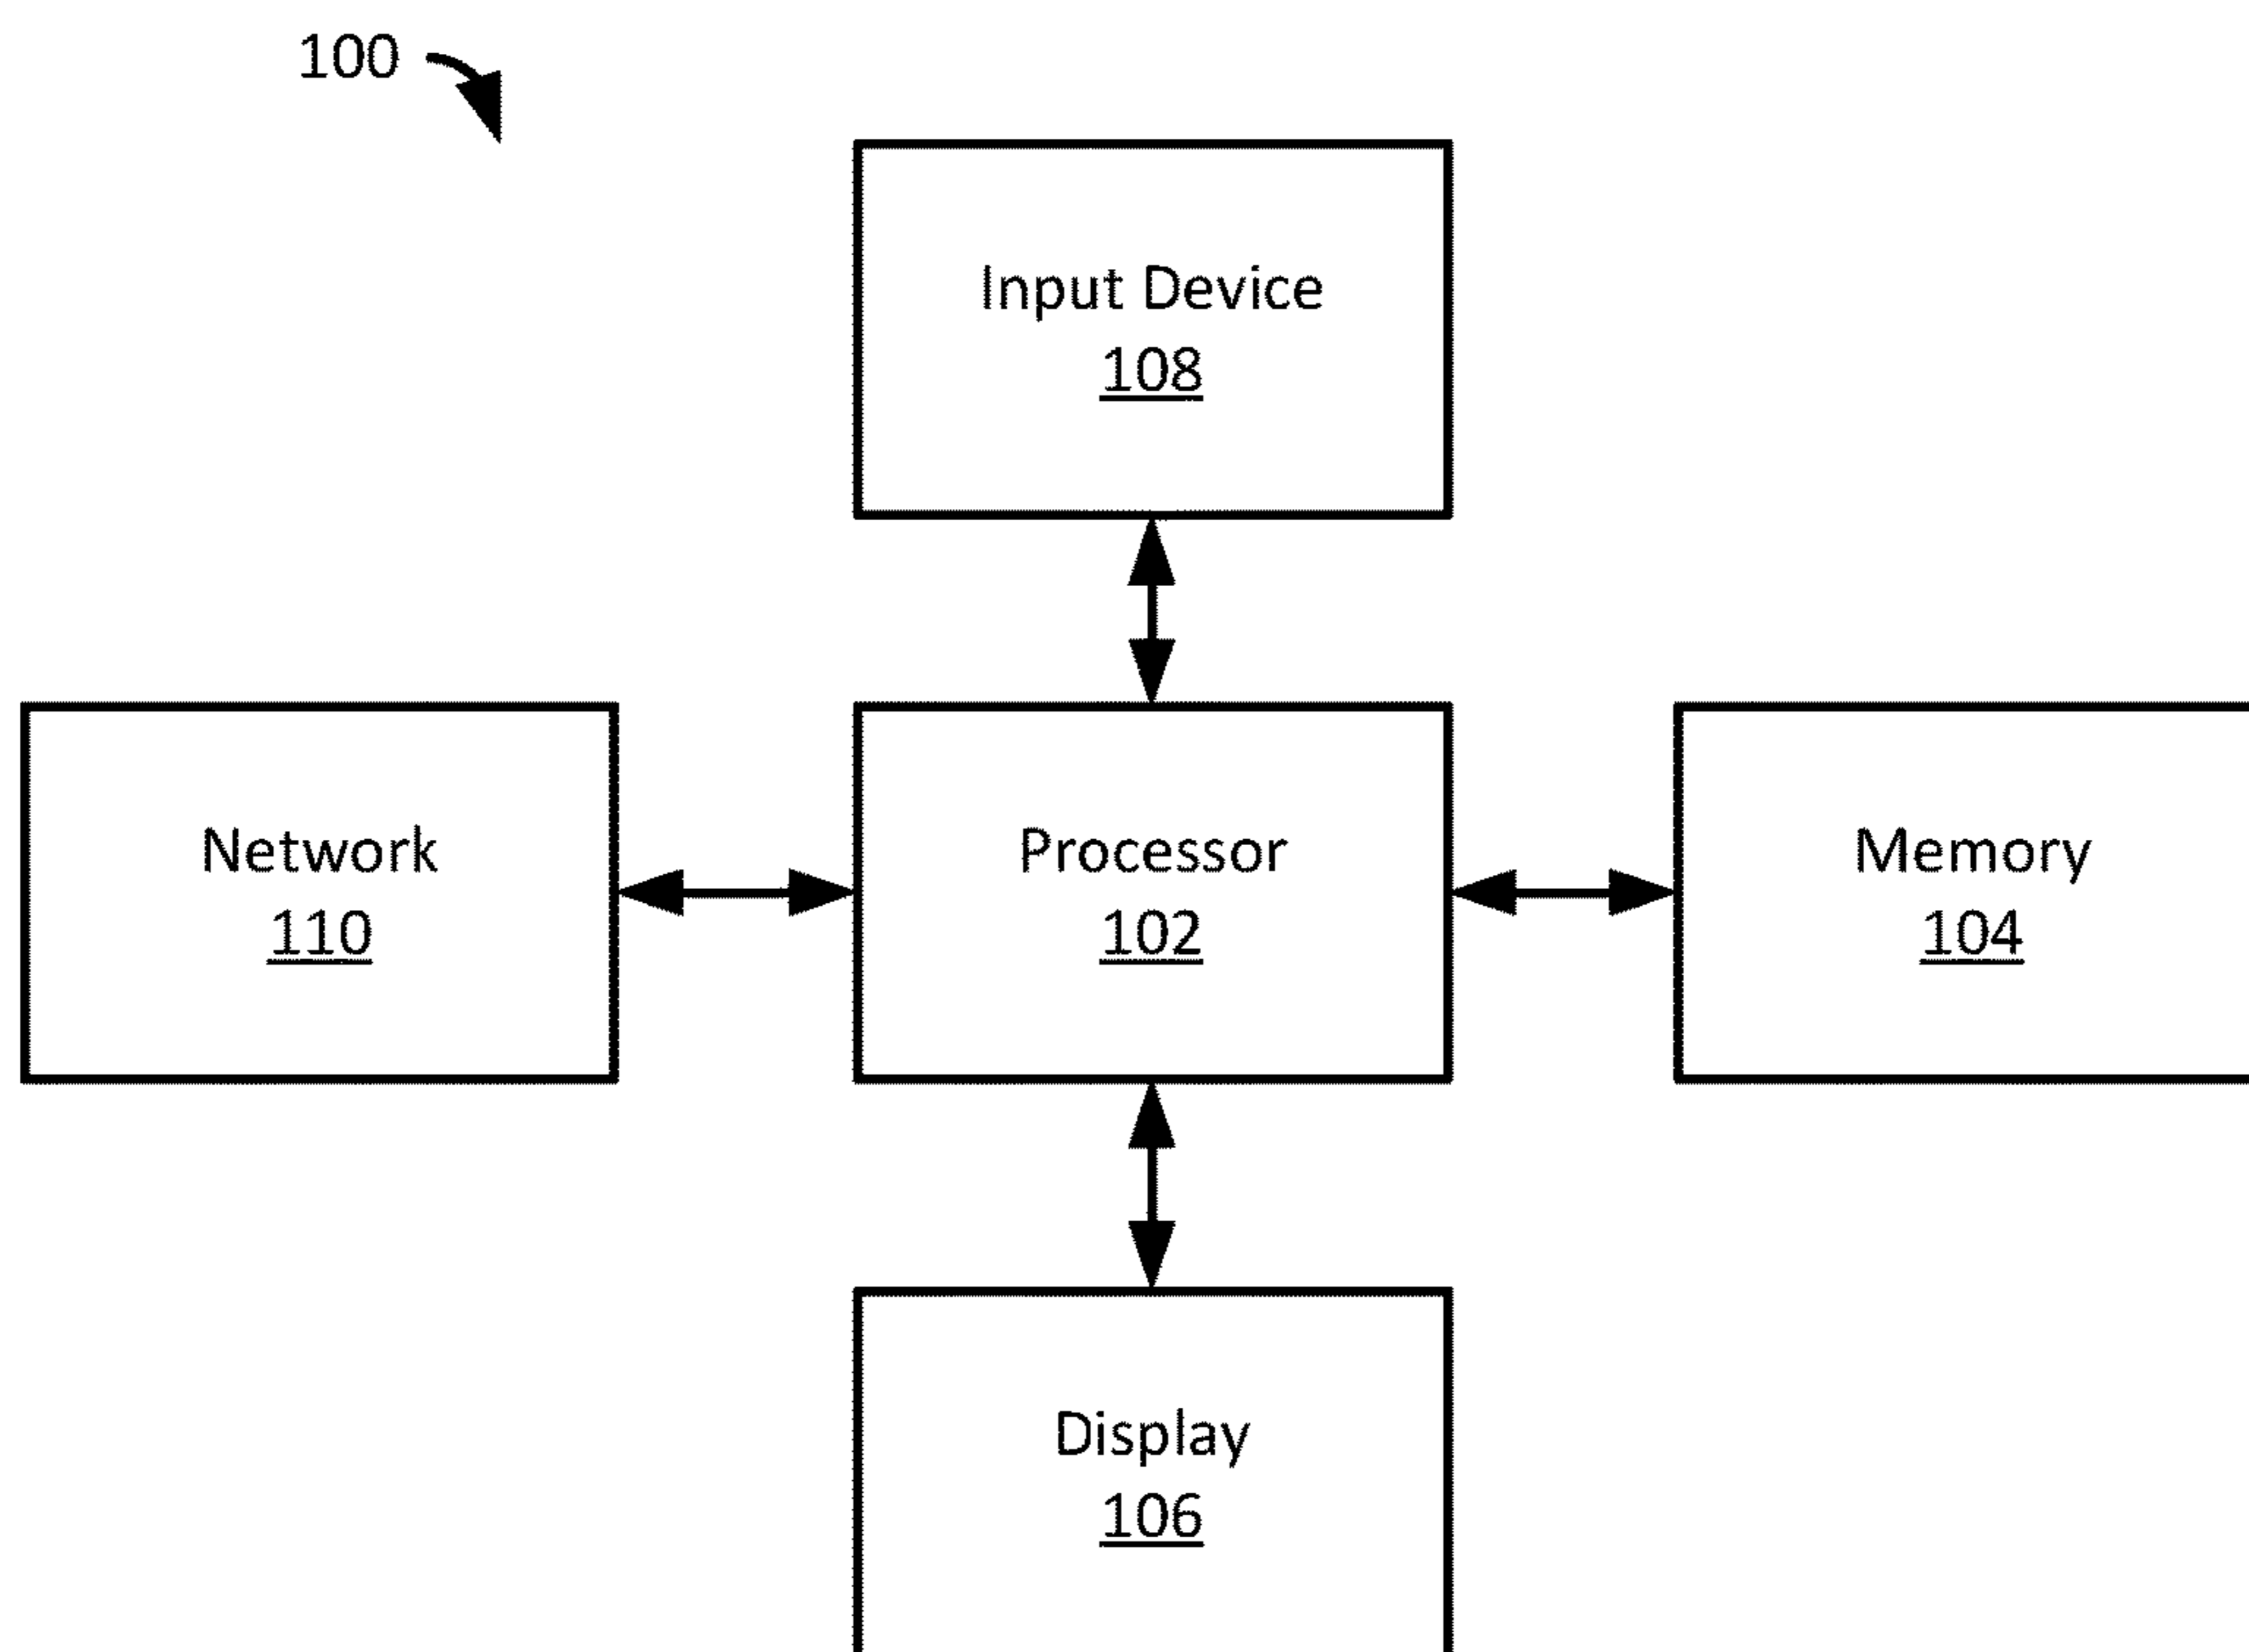 100
Input Device
108
Network
110
Processor
102
Memory
104
Display
106